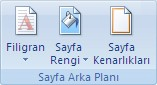 Filigran Sayfa Sayfa
Rengi Kenarlıkları
Sayfa Arka Planı